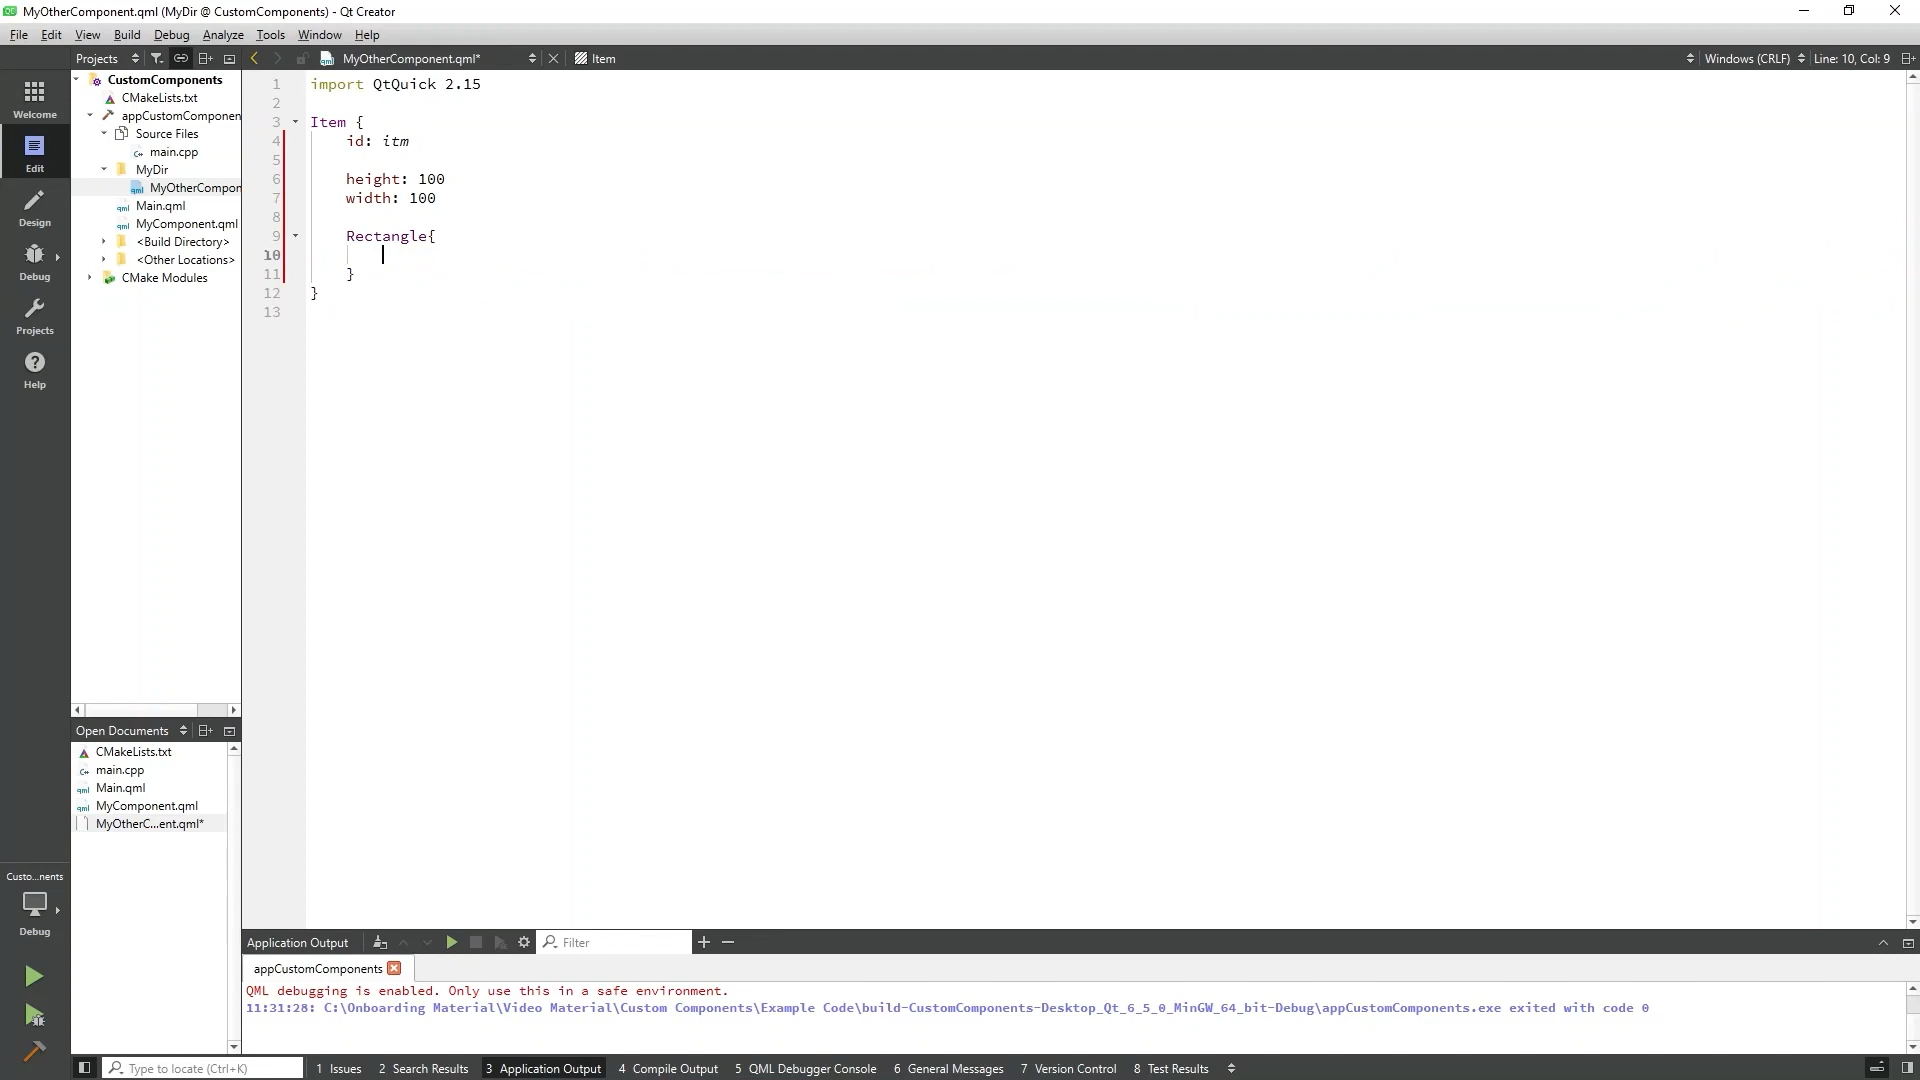 MyOtherComponent.qml (MyDir @ CustomComponents) - Qt Creator
File Edit View Build Debug Analyze Tools Window Help
Projects MyOtherComponent.qml* Item Windows (CRLF) Line: 10, Col: 9
Welcome
Edit
Design
Debug
Projects
Help
CustomComponents
CMakeLists.txt
appCustomComponen
Source Files
main.cpp
MyDir
MyOtherCompon
Main.qml
MyComponent.qml
<Build Directory>
<Other Locations>
CMake Modules
1 import QtQuick 2.15
2
3 Item {
4 id: itm
5
6 height: 100
7 width: 100
8
9 Rectangle{
10
11 }
12 }
13
Open Documents
CMakeLists.txt
main.cpp
Main.qml
MyComponent.qml
MyOtherC...ent.qml*
Custo...nents
Debug
Application Output Filter
appCustomComponents
QML debugging is enabled. Only use this in a safe environment.
11:31:28: C:\Onboarding Material\Video Material\Custom Components\Example Code\build-CustomComponents-Desktop_Qt_6_5_0_MinGW_64_bit-Debug\appCustomComponents.exe exited with code 0
Type to locate (Ctrl+K) 1 Issues 2 Search Results 3 Application Output 4 Compile Output 5 QML Debugger Console 6 General Messages 7 Version Control 8 Test Results